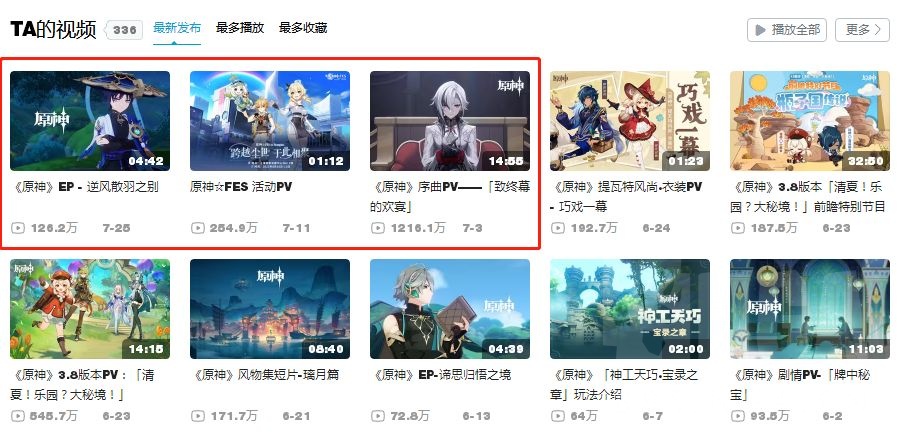 TA的视频 336 最新发布 最多播放 最多收藏 播放全部 更多
原神 04:42
《原神》EP - 逆风散羽之别
126.2万 7-25
跨越尘世 于此相聚 01:12
原神☆FES 活动PV
254.9万 7-11
原神 14:55
《原神》序曲PV——「致终幕
的欢宴」
1216.1万 7-3
原神 巧戏一幕 01:23
《原神》提瓦特风尚·衣装PV
- 巧戏一幕
192.7万 6-24
32:50
《原神》3.8版本「清夏！乐
园？大秘境！」前瞻特别节目
187.5万 6-23
原神 14:15
《原神》3.8版本PV：「清
夏！乐园？大秘境！」
545.7万 6-23
原神 08:40
《原神》风物集短片-璃月篇
171.7万 6-21
原神 04:39
《原神》EP-谛思归悟之境
72.8万 6-13
原神 神工天巧 宝录之章 02:00
《原神》「神工天巧·宝录之
章」玩法介绍
64万 6-7
原神 11:03
《原神》剧情PV-「牌中秘
宝」
93.5万 6-2